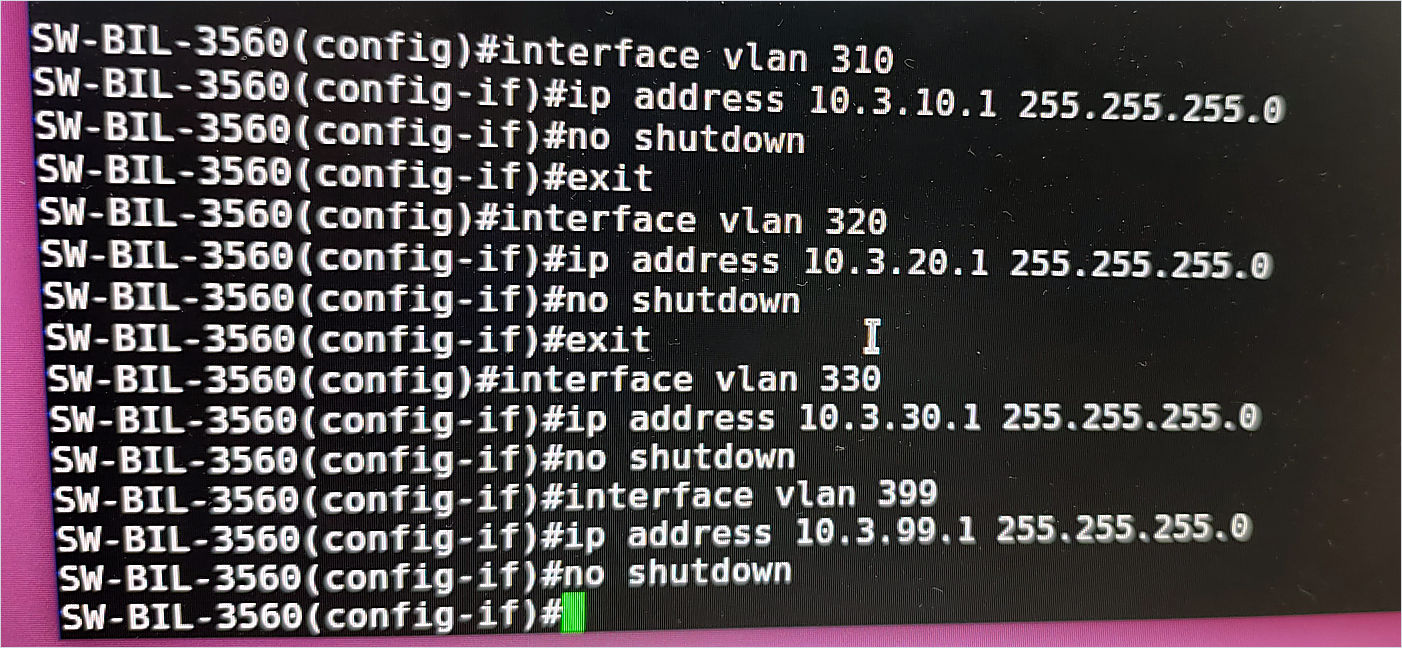 SW-BIL-3560(config)#interface vlan 310
SW-BIL-3560(config-if)#ip address 10.3.10.1 255.255.255.0
SW-BIL-3560(config-if)#no shutdown
SW-BIL-3560(config-if)#exit
SW-BIL-3560(config)#interface vlan 320
SW-BIL-3560(config-if)#ip address 10.3.20.1 255.255.255.0
SW-BIL-3560(config-if)#no shutdown
SW-BIL-3560(config-if)#exit
SW-BIL-3560(config)#interface vlan 330
SW-BIL-3560(config-if)#ip address 10.3.30.1 255.255.255.0
SW-BIL-3560(config-if)#no shutdown
SW-BIL-3560(config-if)#interface vlan 399
SW-BIL-3560(config-if)#ip address 10.3.99.1 255.255.255.0
SW-BIL-3560(config-if)#no shutdown
SW-BIL-3560(config-if)#